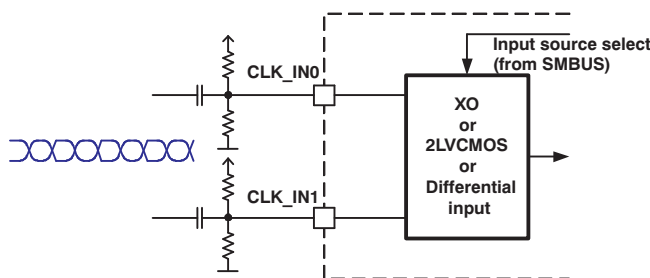 CLK_IN0
Input source select
(from SMBUS)
XO
or
2LVCMOS
or
Differential
input
CLK_IN1